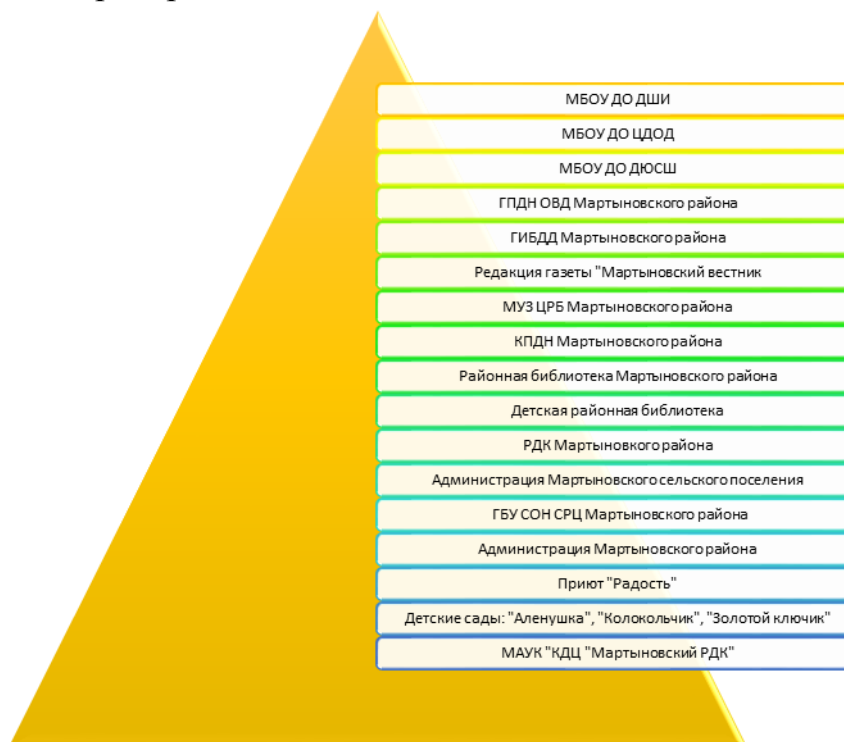 МБОУ ДО ДШИ
МБОУ ДО ЦДОД
МБОУ ДО ДЮСШ
ГПДН ОВД Мартыновского района
ГИБДД Мартыновского района
Редакция газеты "Мартыновский вестник
МУЗ ЦРБ Мартыновского района
КПДН Мартыновского района
Районная библиотека Мартыновского района
Детская районная библиотека
РДК Мартыновкого района
Администрация Мартыновского сельского поселения
ГБУ СОН СРЦ Мартыновского района
Администрация Мартыновского района
Приют "Радость"
Детские сады: "Аленушка", "Колокольчик", "Золотой ключик"
МАУК "КДЦ "Мартыновский РДК"